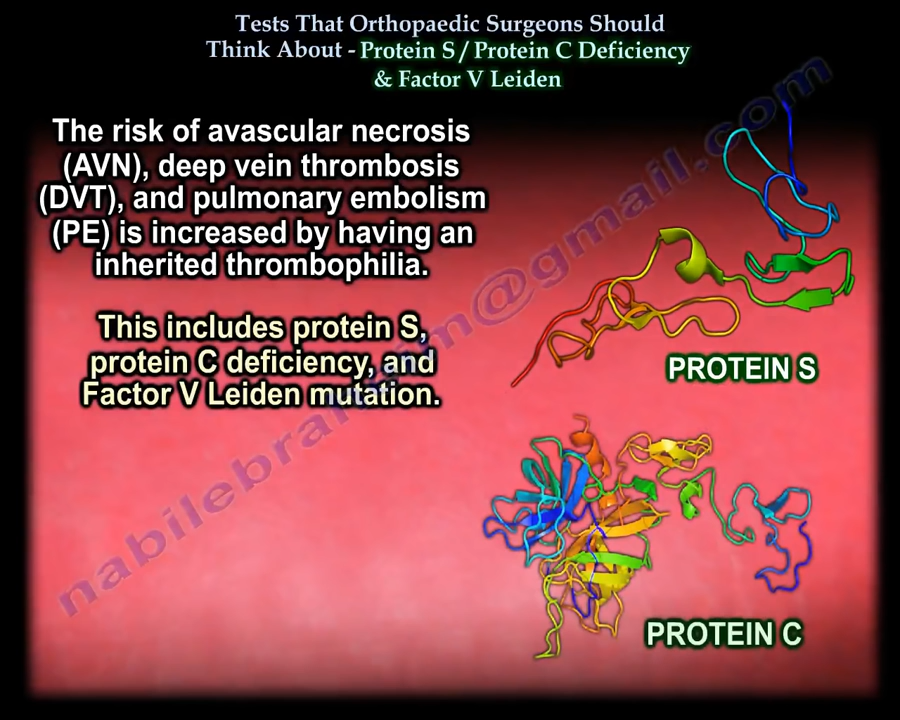 Tests That Orthopaedic Surgeons Should
Think About - Protein S / Protein C Deficiency
& Factor V Leiden
The risk of avascular necrosis
(AVN), deep vein thrombosis
(DVT), and pulmonary embolism
(PE) is increased by having an
inherited thrombophilia.
This includes protein S,
protein C deficiency, and
Factor V Leiden mutation.
PROTEIN S
PROTEIN C